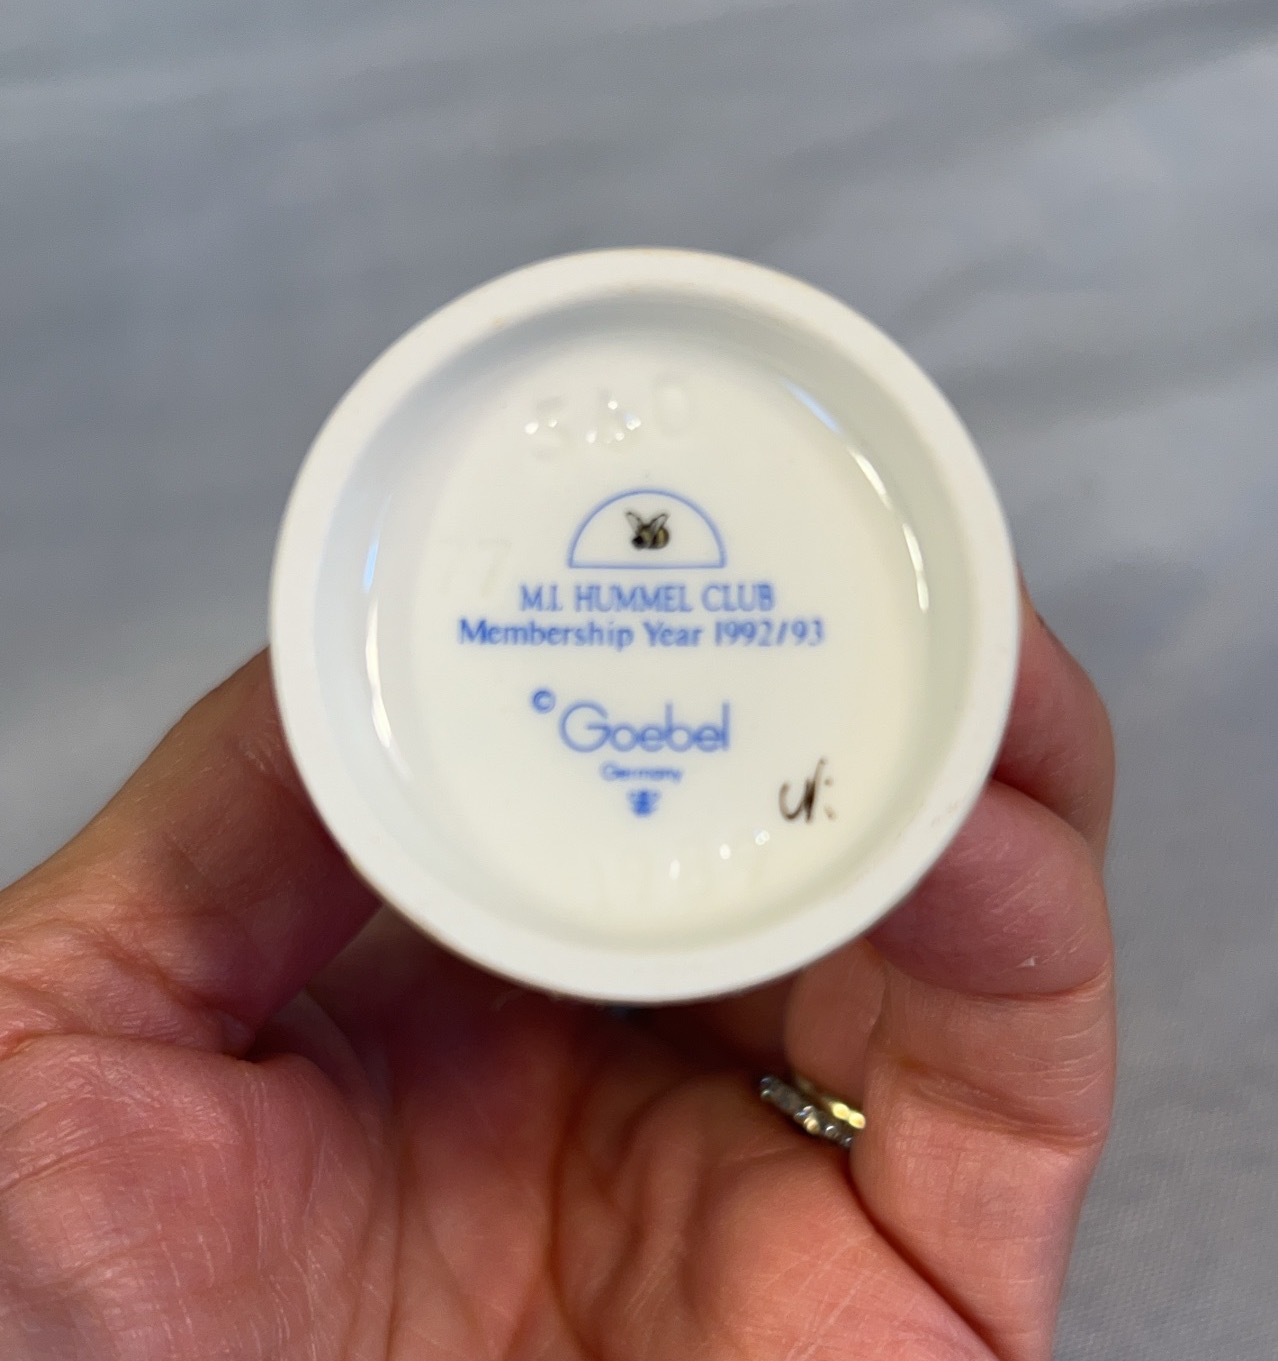 M.I. HUMMEL CLUB
Membership Year 1992/93
© Goebel
Germany